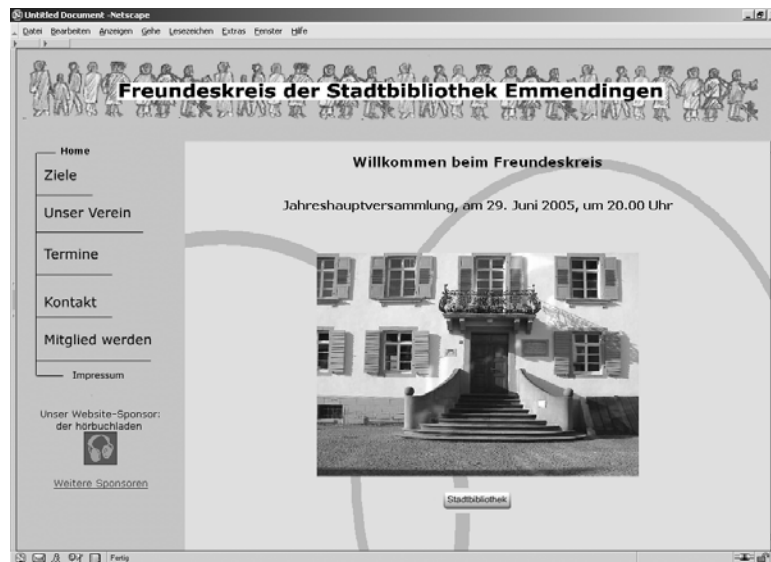 Untitled Document -Netscape
Datei Bearbeiten Anzeigen Gehe Lesezeichen Extras Fenster Hilfe
Freundeskreis der Stadtbibliothek Emmendingen
Home
Ziele
Unser Verein
Termine
Kontakt
Mitglied werden
Impressum
Unser Website-Sponsor:
der hörbuchladen
Weitere Sponsoren
Willkommen beim Freundeskreis
Jahreshauptversammlung, am 29. Juni 2005, um 20.00 Uhr
Stadtbibliothek
Fertig